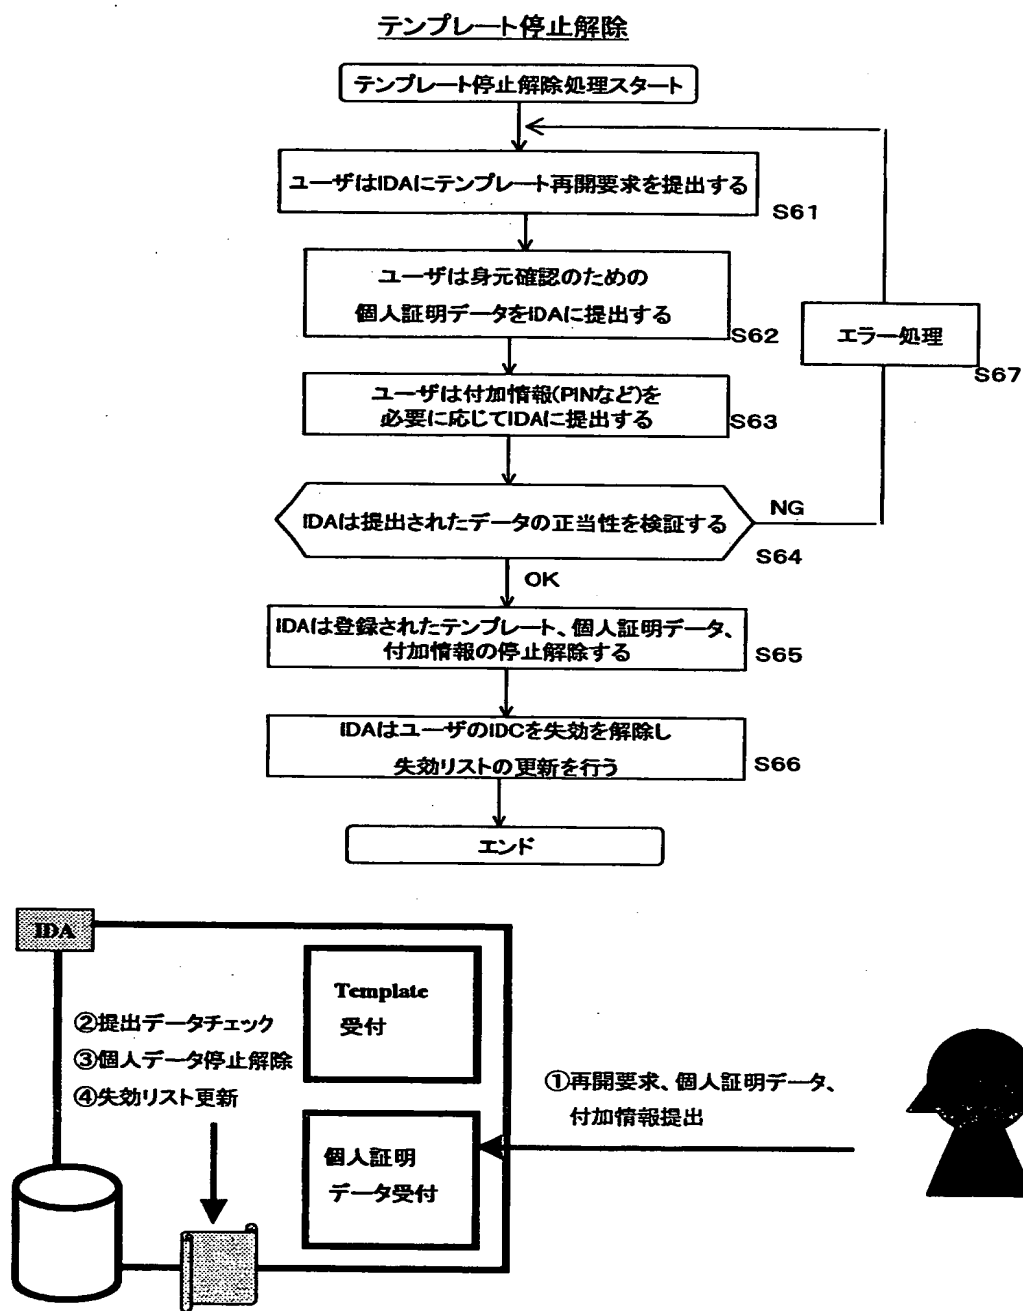 テンプレート停止解除
テンプレート停止解除処理スタート
ユーザはIDAにテンプレート再開要求を提出する
S61
ユーザは身元確認のための
個人証明データをIDAに提出する
S62
エラー処理
S67
ユーザは付加情報(PINなど)を
必要に応じてIDAに提出する
S63
IDAは提出されたデータの正当性を検証する
NG
S64
OK
IDAは登録されたテンプレート、個人証明データ、
付加情報の停止解除する
S65
IDAはユーザのIDCを失効を解除し
失効リストの更新を行う
S66
エンド
IDA
Template
受付
②提出データチェック
③個人データ停止解除
④失効リスト更新
①再開要求、個人証明データ、
付加情報提出
個人証明
データ受付